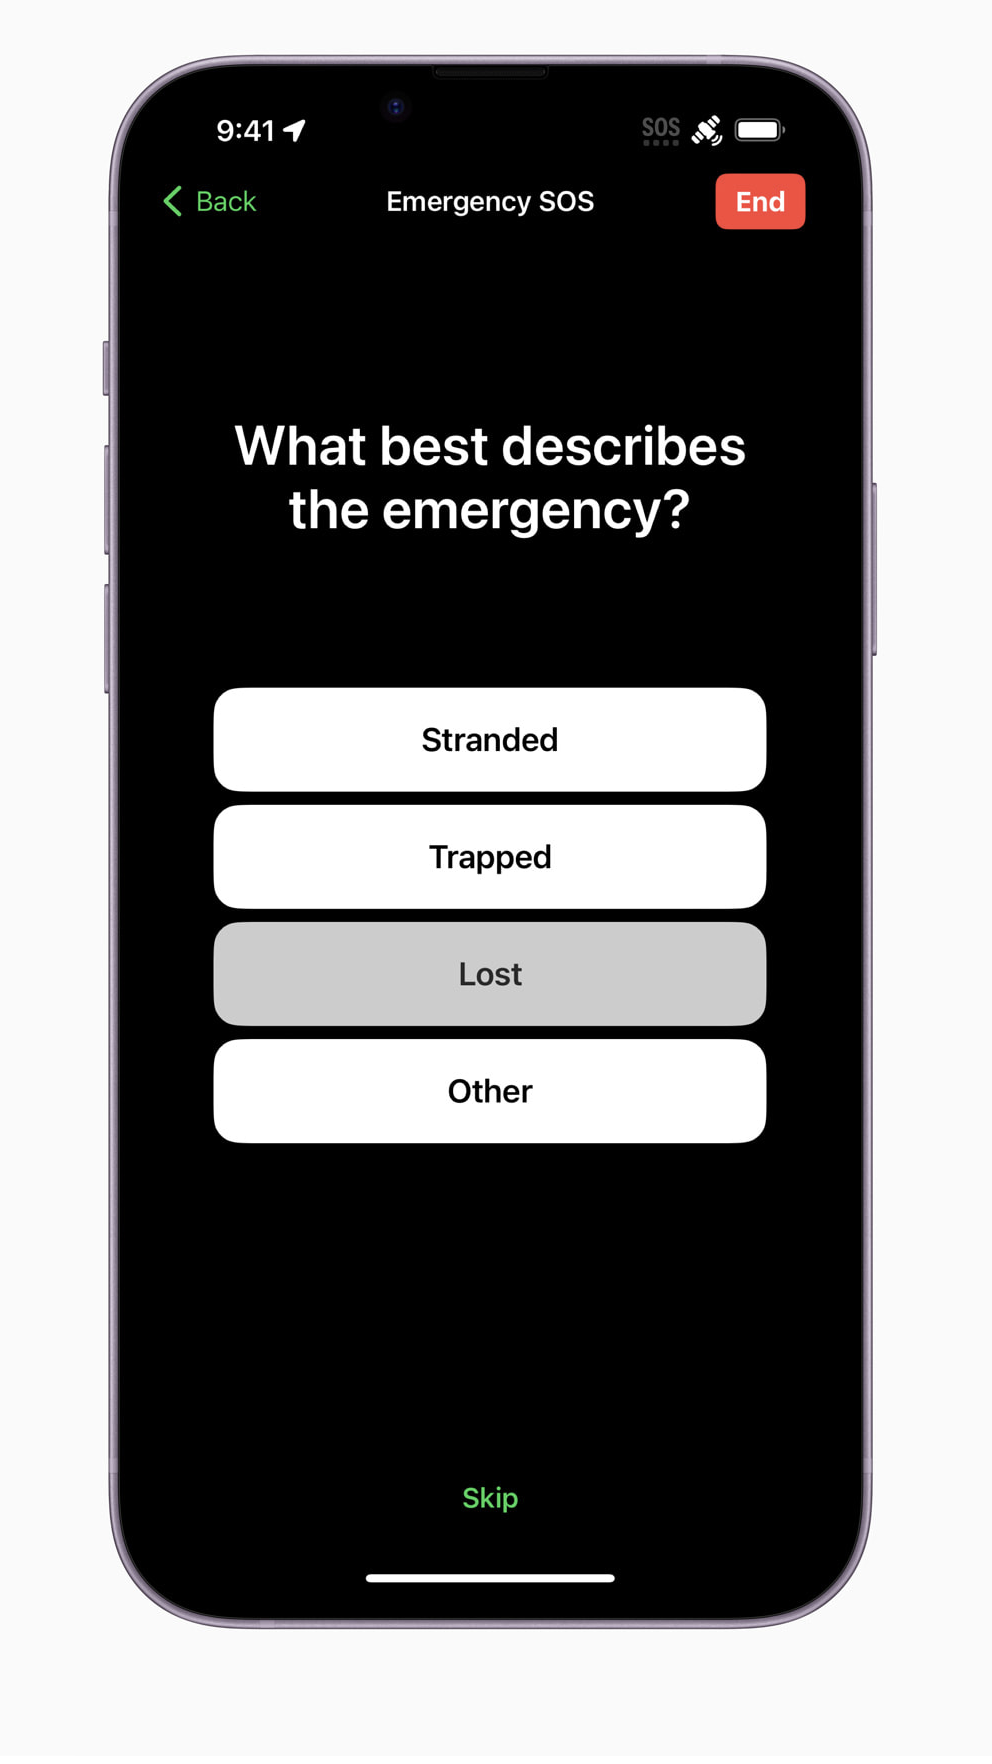 9:41
SOS
Back
Emergency SOS
End
What best describes
the emergency?
Stranded
Trapped
Lost
Other
Skip